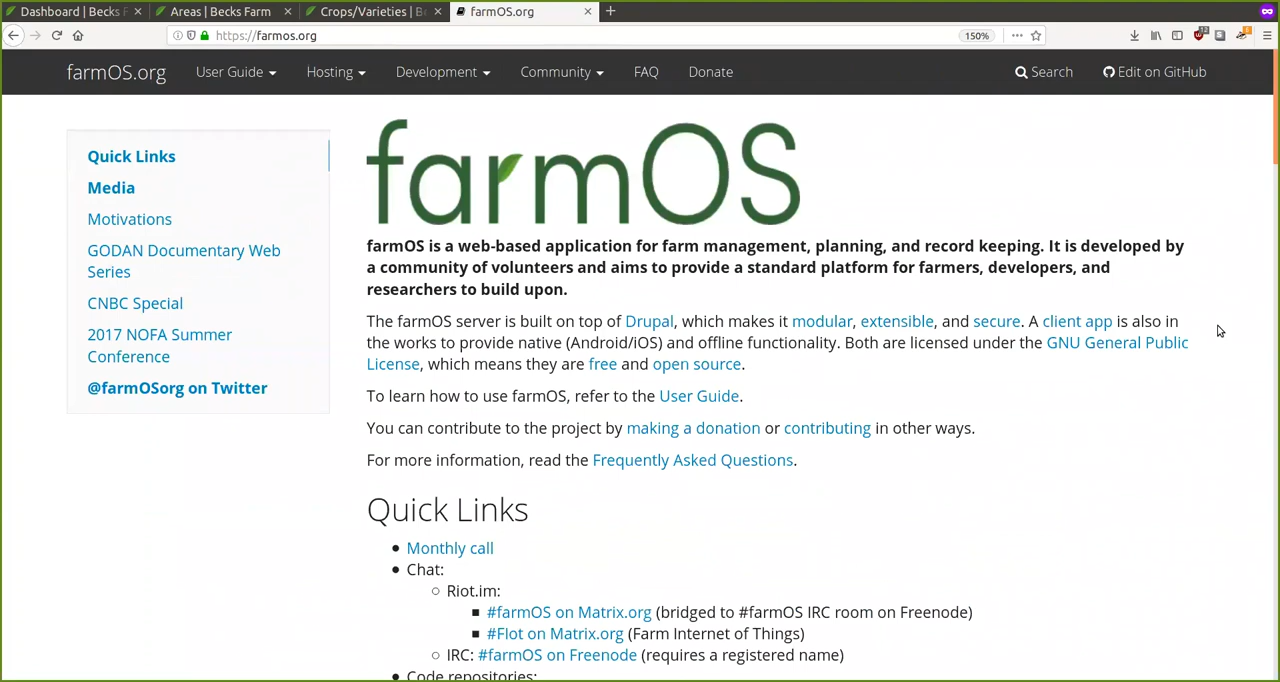 Dashboard | Becks F
Areas | Becks Farm
Crops/Varieties | Be
farmOS.org
https://farmos.org
150%
farmOS.org
User Guide
Hosting
Development
Community
FAQ
Donate
Search
Edit on GitHub
Quick Links
Media
Motivations
GODAN Documentary Web
Series
CNBC Special
2017 NOFA Summer
Conference
@farmOSorg on Twitter
farmOS
farmOS is a web-based application for farm management, planning, and record keeping. It is developed by
a community of volunteers and aims to provide a standard platform for farmers, developers, and
researchers to build upon.
The farmOS server is built on top of Drupal, which makes it modular, extensible, and secure. A client app is also in
the works to provide native (Android/iOS) and offline functionality. Both are licensed under the GNU General Public
License, which means they are free and open source.
To learn how to use farmOS, refer to the User Guide.
You can contribute to the project by making a donation or contributing in other ways.
For more information, read the Frequently Asked Questions.
Quick Links
Monthly call
Chat:
Riot.im:
#farmOS on Matrix.org (bridged to #farmOS IRC room on Freenode)
#FIot on Matrix.org (Farm Internet of Things)
IRC: #farmOS on Freenode (requires a registered name)
Code repositories: